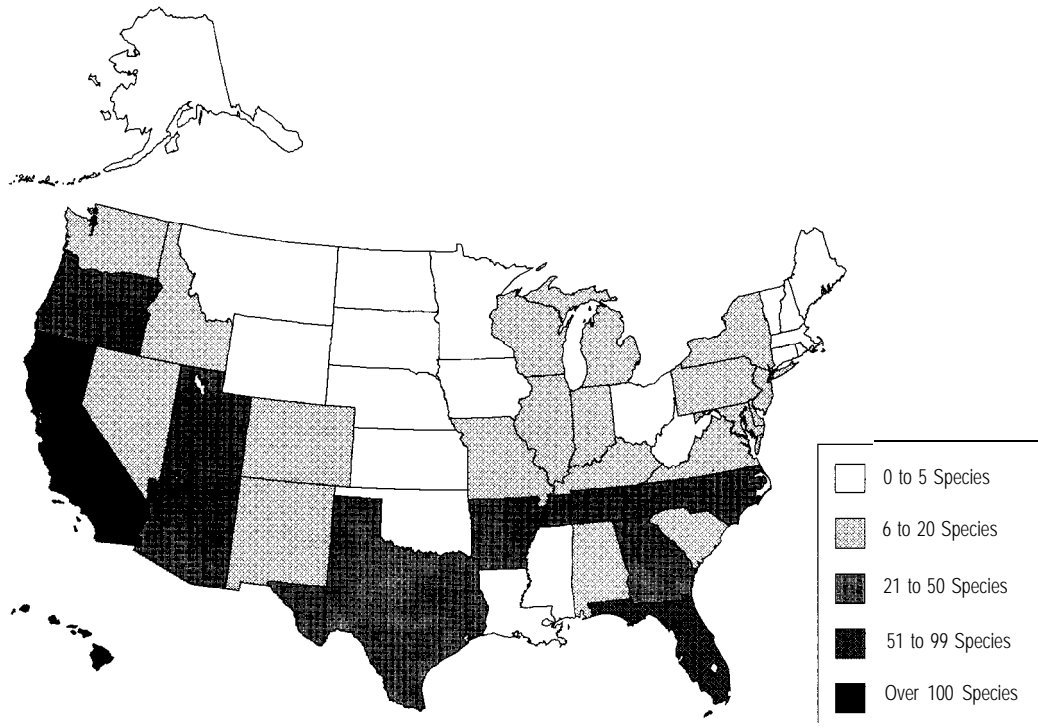 0 to 5 Species
6 to 20 Species
21 to 50 Species
51 to 99 Species
Over 100 Species